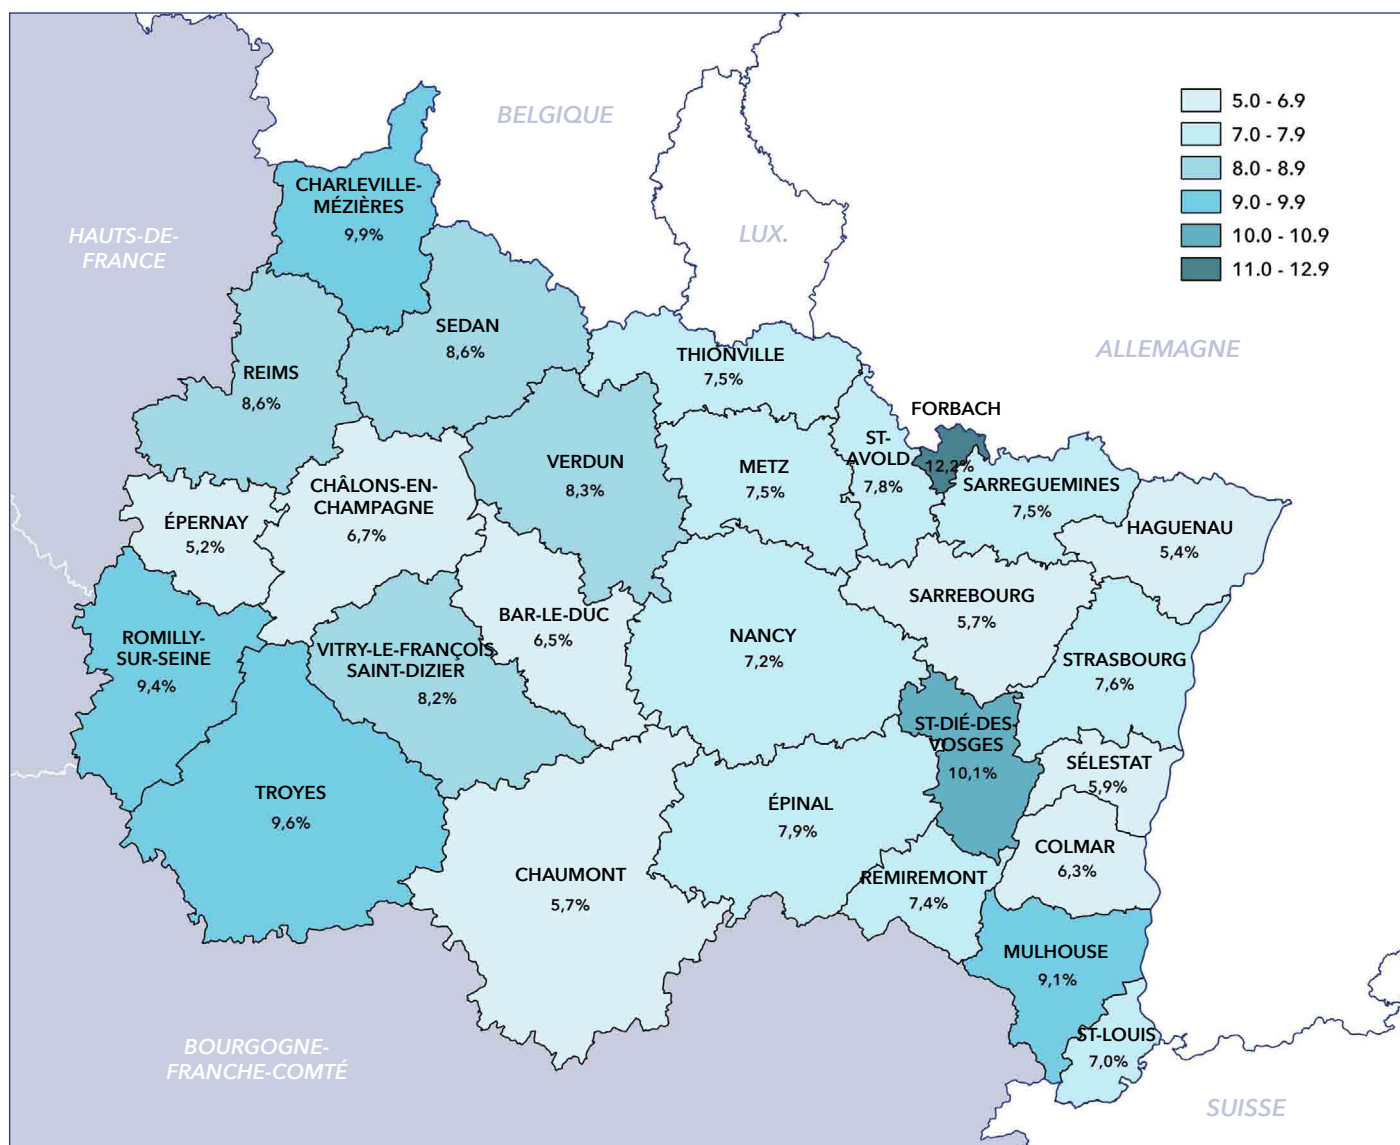 BELGIQUE
5.0 - 6.9
7.0 - 7.9
8.0 - 8.9
9.0 - 9.9
10.0 - 10.9
11.0 - 12.9
CHARLEVILLE-
MÉZIÈRES
9,9%
HAUTS-DE-
FRANCE
LUX.
ALLEMAGNE
SEDAN
8,6%
THIONVILLE
7,5%
REIMS
8,6%
FORBACH
12,2%
ST-
AVOLD
7,8%
VERDUN
8,3%
METZ
7,5%
SARREGUEMINES
7,5%
CHÂLONS-EN-
CHAMPAGNE
6,7%
ÉPERNAY
5,2%
HAGUENAU
5,4%
SARREBOURG
5,7%
BAR-LE-DUC
6,5%
NANCY
7,2%
ROMILLY-
SUR-SEINE
9,4%
VITRY-LE-FRANÇOIS
SAINT-DIZIER
8,2%
STRASBOURG
7,6%
ST-DIÉ-DES-
VOSGES
10,1%
SÉLESTAT
5,9%
TROYES
9,6%
ÉPINAL
7,9%
COLMAR
6,3%
CHAUMONT
5,7%
REMIREMONT
7,4%
MULHOUSE
9,1%
ST-LOUIS
7,0%
BOURGOGNE-
FRANCHE-COMTÉ
SUISSE